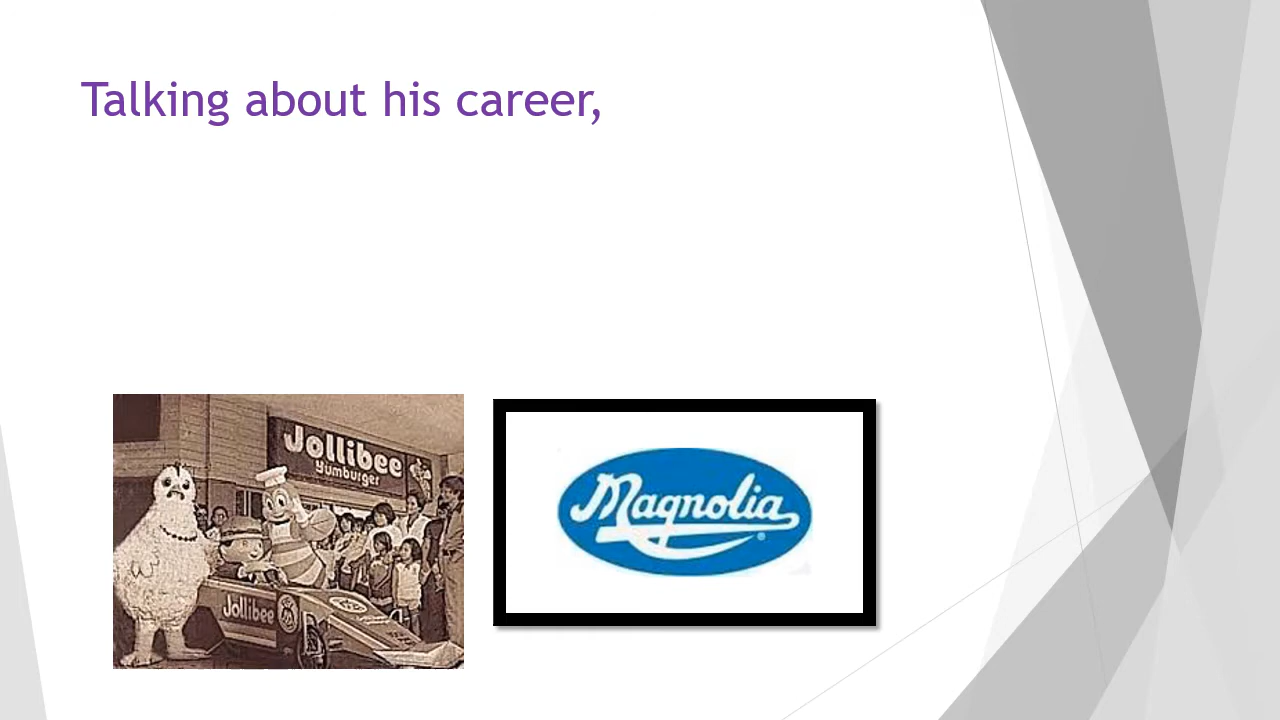 Talking about his career,
Jollibee
Yumburger
Jollibee
Magnolia